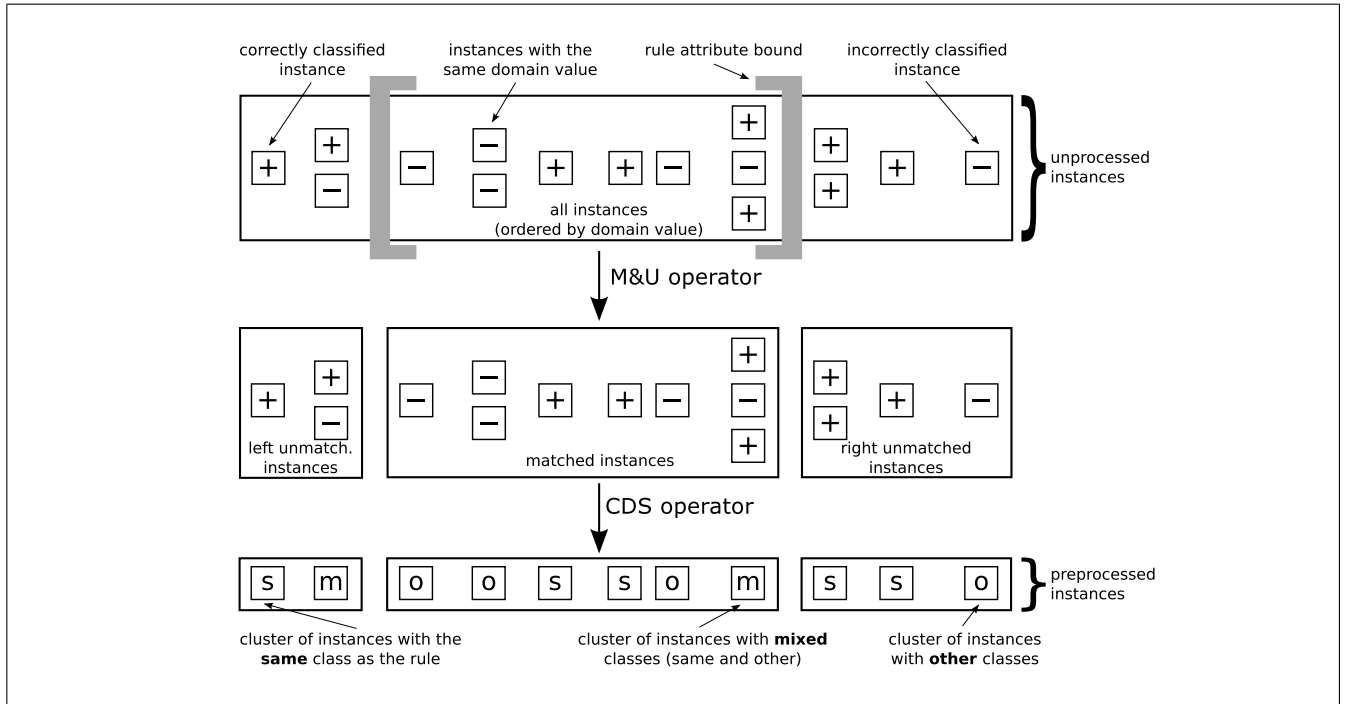 correctly classified
instance
instances with the
same domain value
rule attribute bound
incorrectly classified
instance
+ + − − − − + + − + − + + + + −
all instances
(ordered by domain value)
unprocessed
instances
M&U operator
+ + − − − − + + − + − + + + + −
left unmatch.
instances
matched instances
right unmatched
instances
CDS operator
s m o o s s o m s s o
preprocessed
instances
cluster of instances with the
same class as the rule
cluster of instances with mixed
classes (same and other)
cluster of instances
with other classes